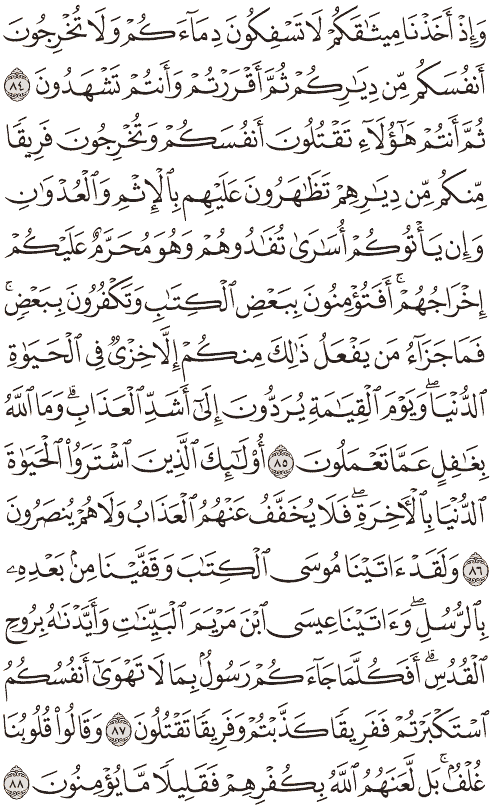 وَإِذْ أَخَذْنَا مِيثَـٰقَكُمْ لَا تَسْفِكُونَ دِمَآءَكُمْ وَلَا تُخْرِجُونَ
أَنفُسَكُم مِّن دِيَـٰرِكُمْ ثُمَّ أَقْرَرْتُمْ وَأَنتُمْ تَشْهَدُونَ ٨٤
ثُمَّ أَنتُمْ هَـٰٓؤُلَآءِ تَقْتُلُونَ أَنفُسَكُمْ وَتُخْرِجُونَ فَرِيقًا
مِّنكُم مِّن دِيَـٰرِهِمْ تَظَـٰهَرُونَ عَلَيْهِم بِٱلْإِثْمِ وَٱلْعُدْوَٰنِ
وَإِن يَأْتُوكُمْ أُسَـٰرَىٰ تُفَـٰدُوهُمْ وَهُوَ مُحَرَّمٌ عَلَيْكُمْ
إِخْرَاجُهُمْ ۚ أَفَتُؤْمِنُونَ بِبَعْضِ ٱلْكِتَـٰبِ وَتَكْفُرُونَ بِبَعْضٍ ۚ
فَمَا جَزَآءُ مَن يَفْعَلُ ذَٰلِكَ مِنكُمْ إِلَّا خِزْىٌ فِى ٱلْحَيَوٰةِ
ٱلدُّنْيَا ۖ وَيَوْمَ ٱلْقِيَـٰمَةِ يُرَدُّونَ إِلَىٰٓ أَشَدِّ ٱلْعَذَابِ ۗ وَمَا ٱللَّهُ
بِغَـٰفِلٍ عَمَّا تَعْمَلُونَ ٨٥ أُو۟لَـٰٓئِكَ ٱلَّذِينَ ٱشْتَرَوُا۟ ٱلْحَيَوٰةَ
ٱلدُّنْيَا بِٱلْـَٔاخِرَةِ ۖ فَلَا يُخَفَّفُ عَنْهُمُ ٱلْعَذَابُ وَلَا هُمْ يُنصَرُونَ
٨٦ وَلَقَدْ ءَاتَيْنَا مُوسَى ٱلْكِتَـٰبَ وَقَفَّيْنَا مِنۢ بَعْدِهِۦ
بِٱلرُّسُلِ ۖ وَءَاتَيْنَا عِيسَى ٱبْنَ مَرْيَمَ ٱلْبَيِّنَـٰتِ وَأَيَّدْنَـٰهُ بِرُوحِ
ٱلْقُدُسِ ۗ أَفَكُلَّمَا جَآءَكُمْ رَسُولٌۢ بِمَا لَا تَهْوَىٰٓ أَنفُسُكُمُ
ٱسْتَكْبَرْتُمْ فَفَرِيقًا كَذَّبْتُمْ وَفَرِيقًا تَقْتُلُونَ ٨٧ وَقَالُوا۟ قُلُوبُنَا
غُلْفٌۢ ۚ بَل لَّعَنَهُمُ ٱللَّهُ بِكُفْرِهِمْ فَقَلِيلًا مَّا يُؤْمِنُونَ ٨٨